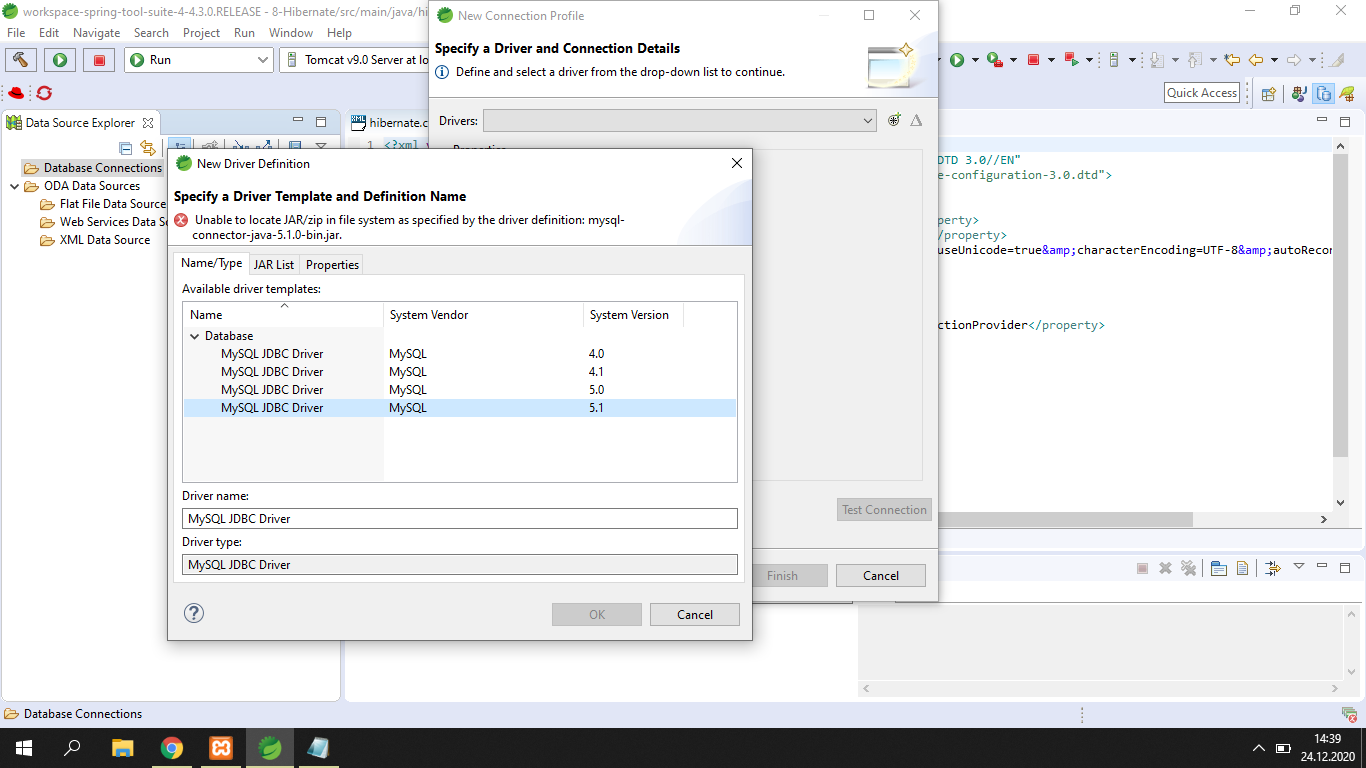 workspace-spring-tool-suite-4-4.3.0.RELEASE - 8-Hibernate/src/main/java/hi
File Edit Navigate Search Project Run Window Help
Run
Tomcat v9.0 Server at lo
Quick Access
Data Source Explorer
Database Connections
ODA Data Sources
Flat File Data Source
Web Services Data S
XML Data Source
hibernate.c
1 <?xml v
New Connection Profile
Specify a Driver and Connection Details
Define and select a driver from the drop-down list to continue.
Drivers:
Properties
Test Connection
Finish
Cancel
New Driver Definition
Specify a Driver Template and Definition Name
Unable to locate JAR/zip in file system as specified by the driver definition: mysql-
connector-java-5.1.0-bin.jar.
Name/Type JAR List Properties
Available driver templates:
Name System Vendor System Version
Database
MySQL JDBC Driver MySQL 4.0
MySQL JDBC Driver MySQL 4.1
MySQL JDBC Driver MySQL 5.0
MySQL JDBC Driver MySQL 5.1
Driver name:
MySQL JDBC Driver
Driver type:
MySQL JDBC Driver
?
OK
Cancel
DTD 3.0//EN"
e-configuration-3.0.dtd">
perty>
/property>
useUnicode=true&amp;characterEncoding=UTF-8&amp;autoRecor
ctionProvider</property>
Database Connections
14:39
24.12.2020